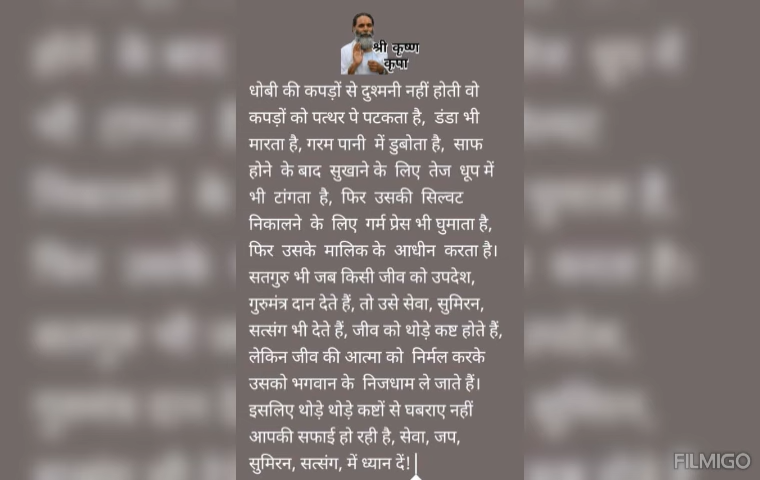 श्री कृष्ण
कृपा
धोबी की कपड़ों से दुश्मनी नहीं होती वो
कपड़ों को पत्थर पे पटकता है, डंडा भी
मारता है, गरम पानी में डुबोता है, साफ
होने के बाद सुखाने के लिए तेज धूप में
भी टांगता है, फिर उसकी सिल्वट
निकालने के लिए गर्म प्रेस भी घुमाता है,
फिर उसके मालिक के आधीन करता है।
सतगुरु भी जब किसी जीव को उपदेश,
गुरुमंत्र दान देते हैं, तो उसे सेवा, सुमिरन,
सत्संग भी देते हैं, जीव को थोड़े कष्ट होते हैं,
लेकिन जीव की आत्मा को निर्मल करके
उसको भगवान के निजधाम ले जाते हैं।
इसलिए थोड़े थोड़े कष्टों से घबराए नहीं
आपकी सफाई हो रही है, सेवा, जप,
सुमिरन, सत्संग, में ध्यान दें!
FILMIGO